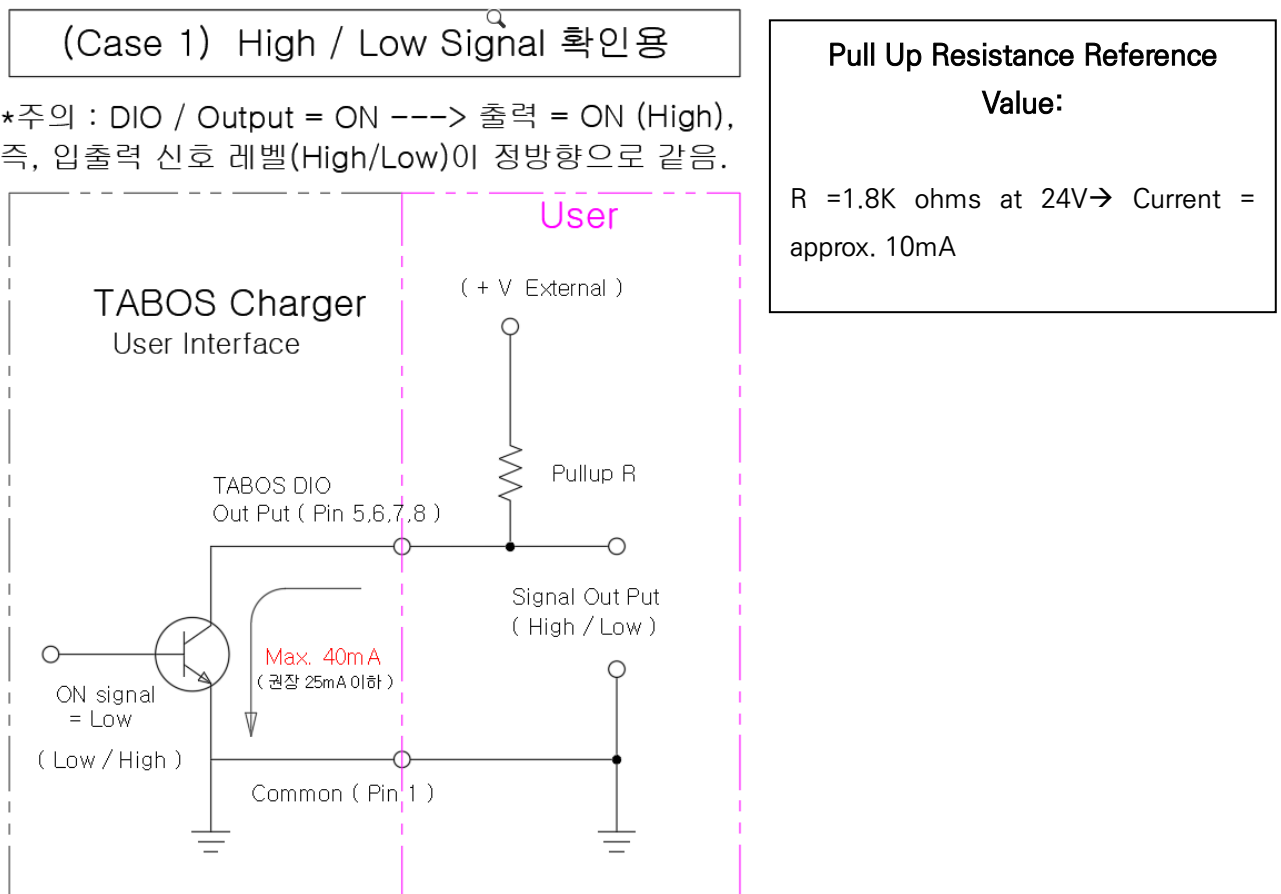 (Case 1) High / Low Signal 확인용
*주의 : DIO / Output = ON ---> 출력 = ON (High),
즉, 입출력 신호 레벨(High/Low)이 정방향으로 같음.
User
( + V External )
TABOS Charger
User Interface
Pullup R
TABOS DIO
Out Put ( Pin 5,6,7,8 )
Signal Out Put
( High / Low )
Max. 40mA
( 권장 25mA 이하 )
ON signal
= Low
( Low / High )
Common ( Pin 1 )
Pull Up Resistance Reference
Value:
R =1.8K ohms at 24V→ Current =
approx. 10mA